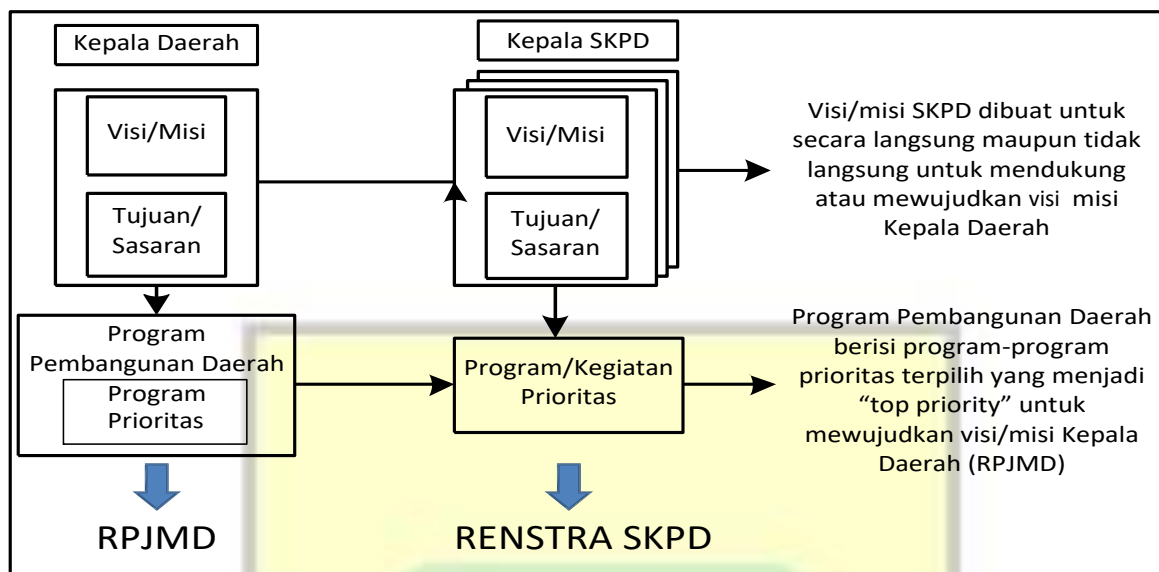 Kepala Daerah
Visi/Misi
Tujuan/
Sasaran
Program
Pembangunan Daerah
Program
Prioritas
RPJMD
Kepala SKPD
Visi/Misi
Tujuan/
Sasaran
Program/Kegiatan
Prioritas
RENSTRA SKPD
Visi/misi SKPD dibuat untuk
secara langsung maupun tidak
langsung untuk mendukung
atau mewujudkan visi misi
Kepala Daerah
Program Pembangunan Daerah
berisi program-program
prioritas terpilih yang menjadi
“top priority” untuk
mewujudkan visi/misi Kepala
Daerah (RPJMD)